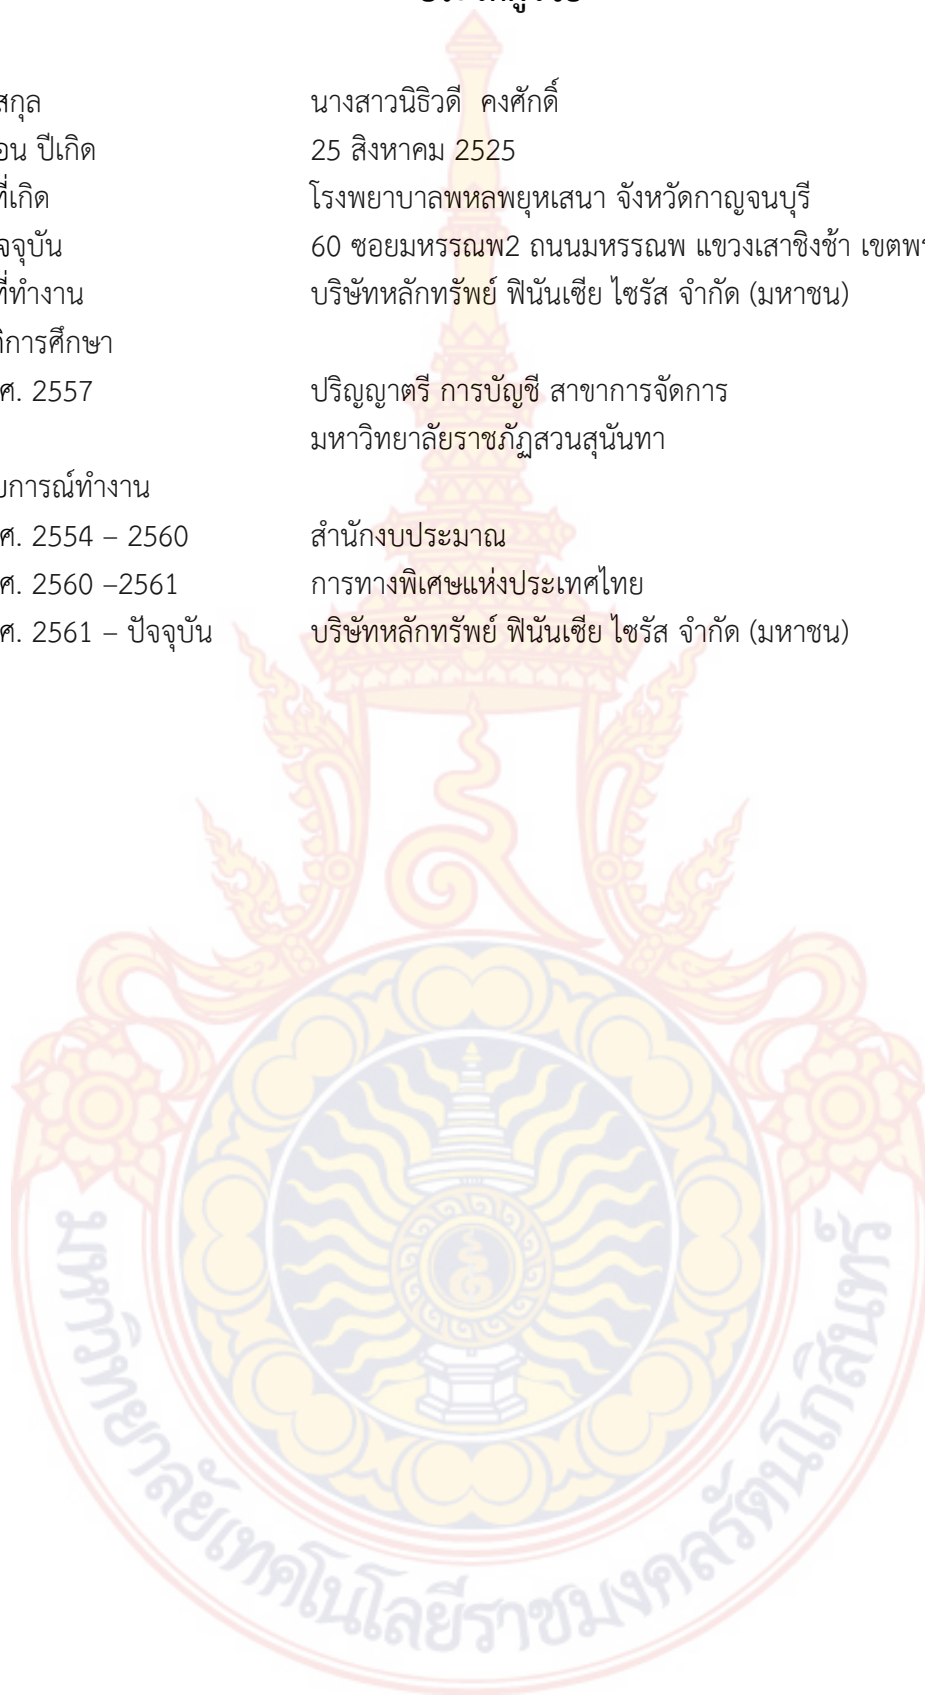 สกุล นางสาวนิธิวดี คงศักดิ์
อน ปีเกิด 25 สิงหาคม 2525
ที่เกิด โรงพยาบาลพหลพยุหเสนา จังหวัดกาญจนบุรี
จจุบัน 60 ซอยมหรรณพ2 ถนนมหรรณพ แขวงเสาชิงช้า เขตพร
ที่ทำงาน บริษัทหลักทรัพย์ ฟินันเซีย ไซรัส จำกัด (มหาชน)
ติการศึกษา
ศ. 2557 ปริญญาตรี การบัญชี สาขาการจัดการ
มหาวิทยาลัยราชภัฏสวนสุนันทา
บการณ์ทำงาน
ศ. 2554 – 2560 สำนักงบประมาณ
ศ. 2560 –2561 การทางพิเศษแห่งประเทศไทย
ศ. 2561 – ปัจจุบัน บริษัทหลักทรัพย์ ฟินันเซีย ไซรัส จำกัด (มหาชน)
มหาวิทยาลัยเทคโนโลยีราชมงคลรัตนโกสินทร์